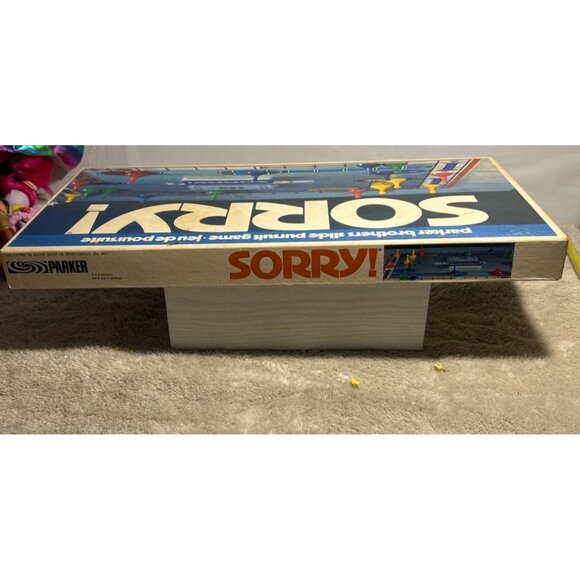 SORRY!
parker brothers slide pursuit game · jeu de poursuite
PARKER
SORRY!